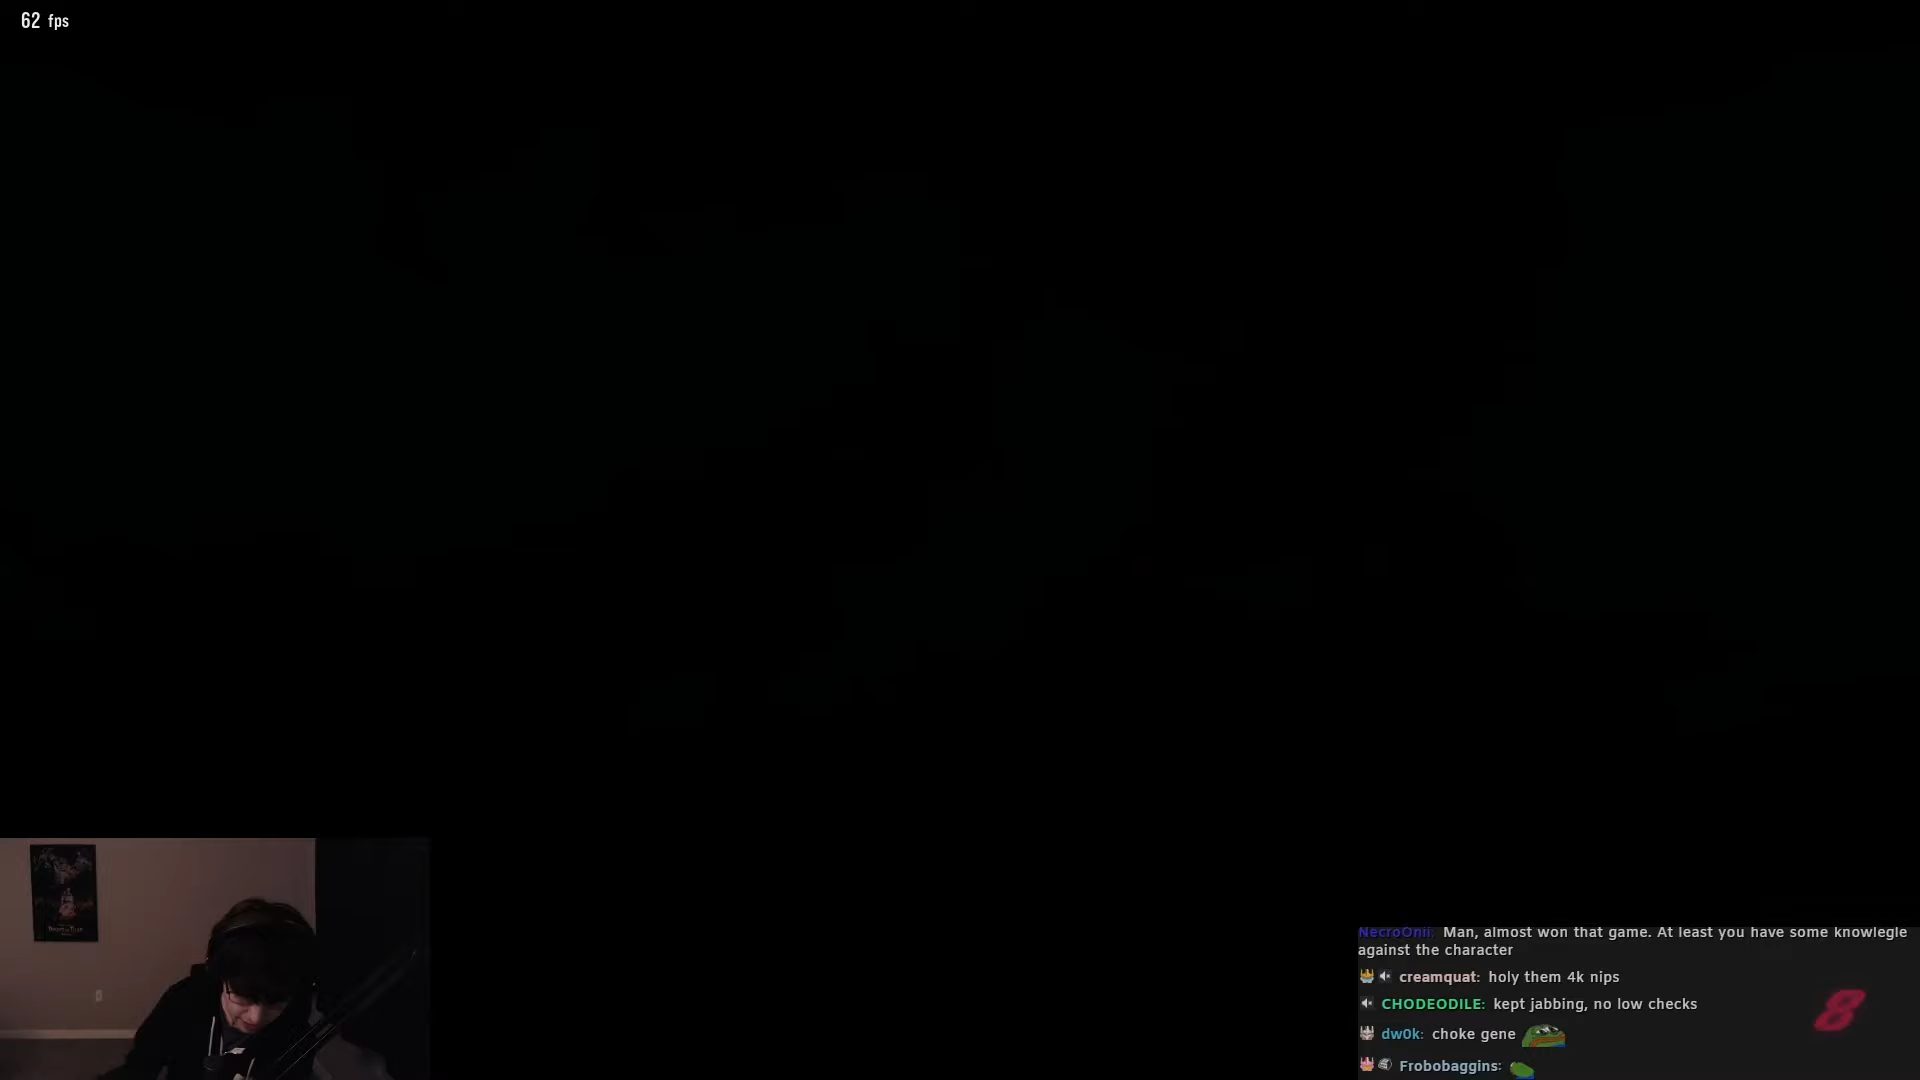 62 fps
NecroOnii: Man, almost won that game. At least you have some knowlegle
against the character
creamquat: holy them 4k nips
CHODEODILE: kept jabbing, no low checks
8
dw0k: choke gene
Frobobaggins: